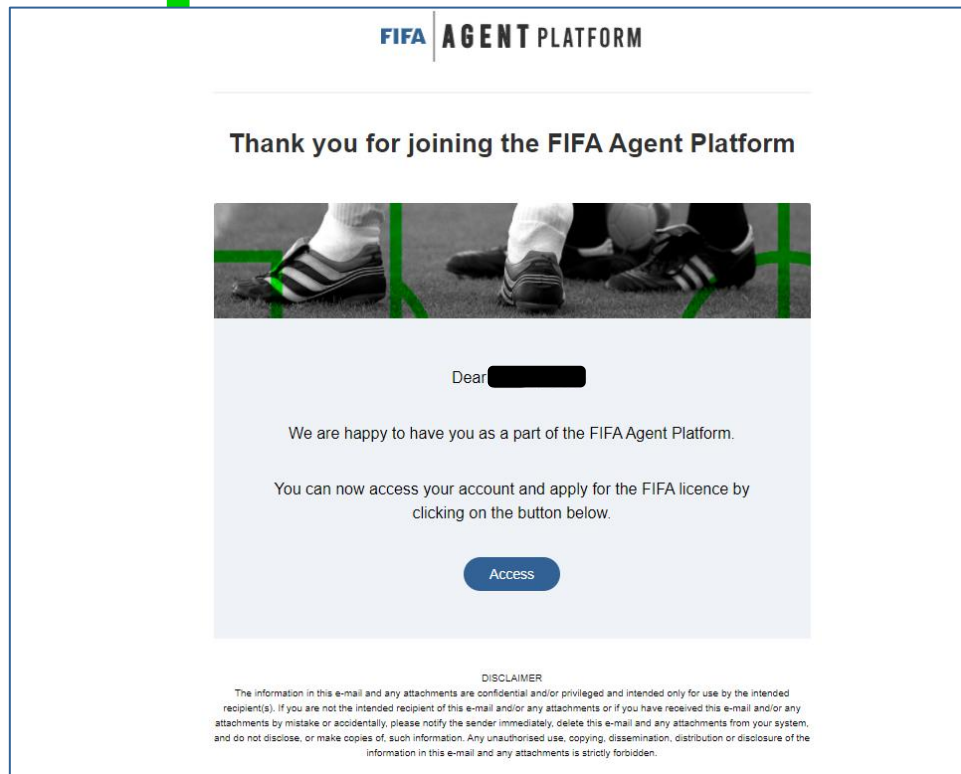 FIFA AGENT PLATFORM
Thank you for joining the FIFA Agent Platform
Dear
We are happy to have you as a part of the FIFA Agent Platform.
You can now access your account and apply for the FIFA licence by
clicking on the button below.
Access
DISCLAIMER
The information in this e-mail and any attachments are confidential and/or privileged and intended only for use by the intended
recipient(s). If you are not the intended recipient of this e-mail and/or any attachments or if you have received this e-mail and/or any
attachments by mistake or accidentally, please notify the sender immediately, delete this e-mail and any attachments from your system,
and do not disclose, or make copies of, such information. Any unauthorised use, copying, dissemination, distribution or disclosure of the
information in this e-mail and any attachments is strictly forbidden.